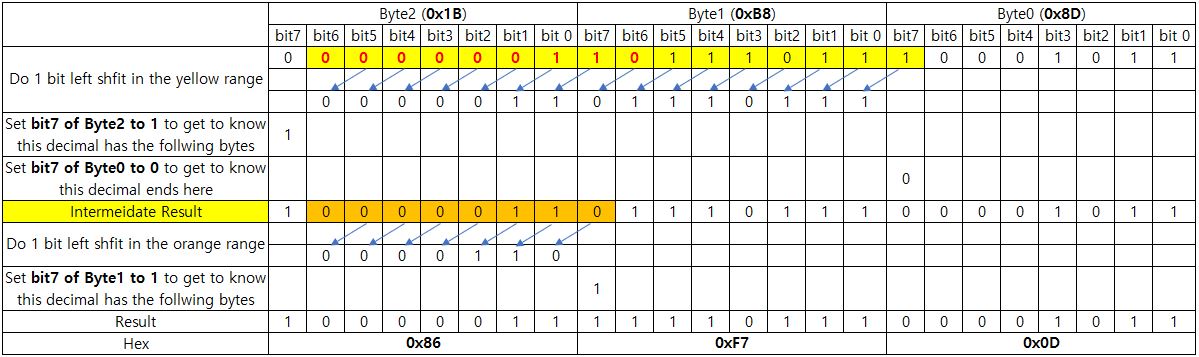 Byte2 (0x1B) Byte1 (0xB8) Byte0 (0x8D)
bit7 bit6 bit5 bit4 bit3 bit2 bit1 bit 0 bit7 bit6 bit5 bit4 bit3 bit2 bit1 bit 0 bit7 bit6 bit5 bit4 bit3 bit2 bit1 bit 0
0 0 0 0 0 0 0 1 1 0 1 1 1 0 1 1 1 0 0 0 1 0 1 1
Do 1 bit left shfit in the yellow range
0 0 0 0 0 1 1 0 1 1 1 0 1 1 1
Set bit7 of Byte2 to 1 to get to know
this decimal has the follwing bytes
1
Set bit7 of Byte0 to 0 to get to know
this decimal ends here
0
Intermeidate Result 1 0 0 0 0 0 1 1 0 1 1 1 0 1 1 1 0 0 0 0 1 0 1 1
Do 1 bit left shfit in the orange range
0 0 0 0 1 1 0
Set bit7 of Byte1 to 1 to get to know
this decimal has the follwing bytes
1
Result 1 0 0 0 0 0 1 1 1 1 1 1 0 1 1 1 0 0 0 0 1 0 1 1
Hex 0x86 0xF7 0x0D